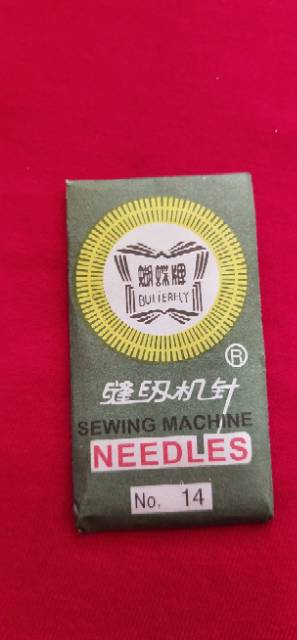 蝴蝶牌
BUTTERFLY
®
缝纫机针
SEWING MACHINE
NEEDLES
No. 14